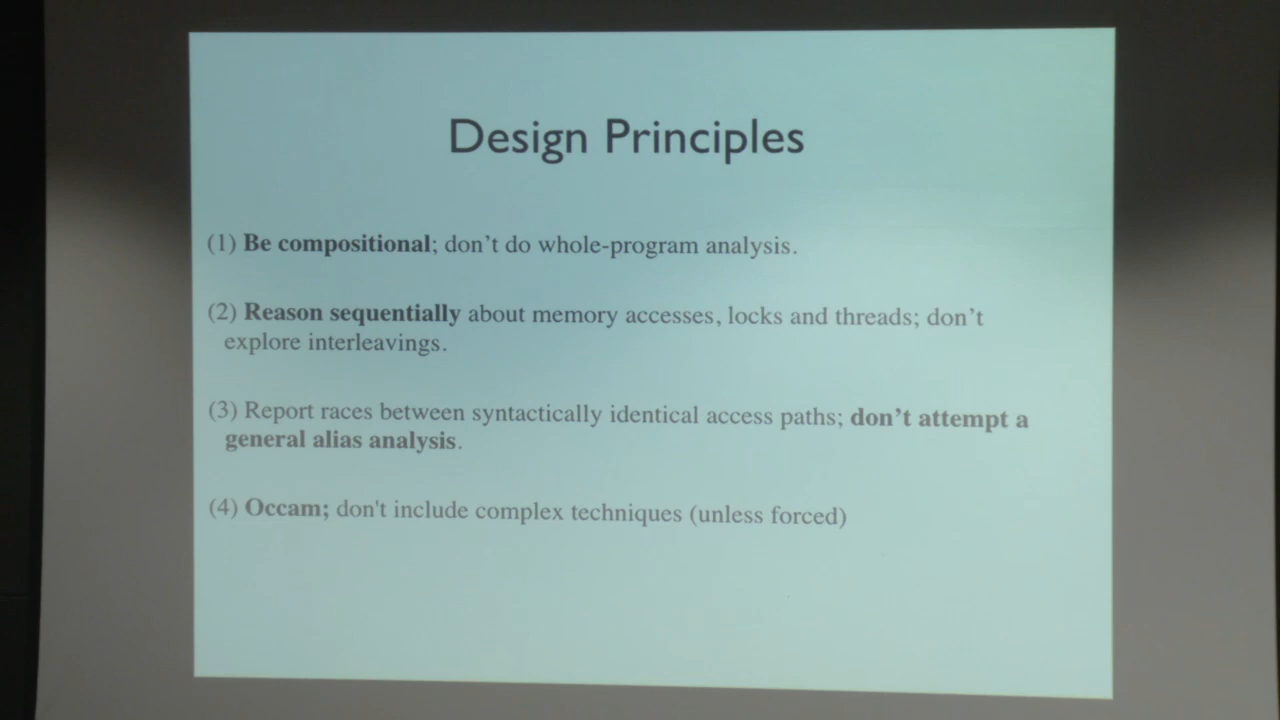 Design Principles
(1) Be compositional; don’t do whole-program analysis.
(2) Reason sequentially about memory accesses, locks and threads; don’t
explore interleavings.
(3) Report races between syntactically identical access paths; don’t attempt a
general alias analysis.
(4) Occam; don't include complex techniques (unless forced)